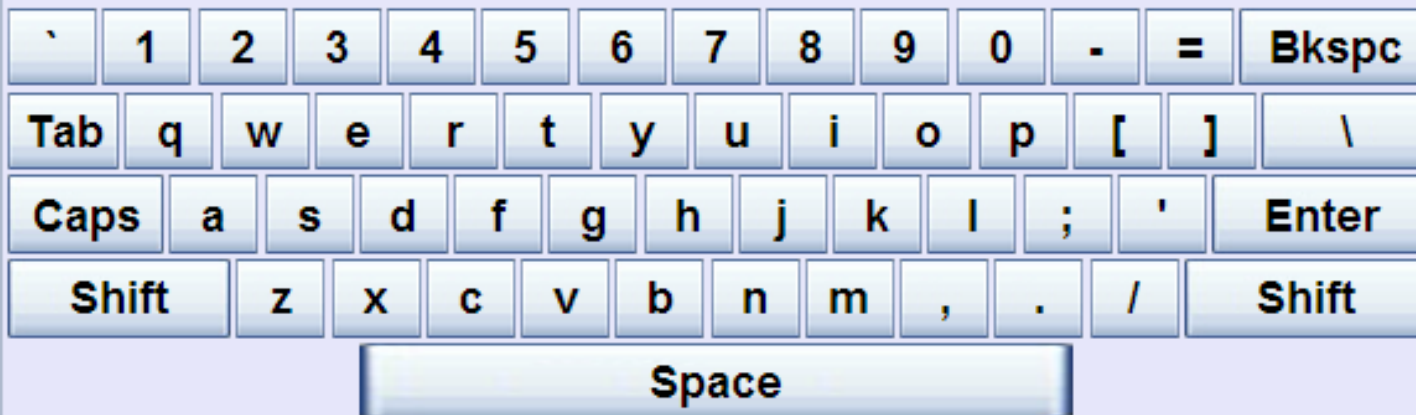 ` 1 2 3 4 5 6 7 8 9 0 - = Bkspc
Tab q w e r t y u i o p [ ] \
Caps a s d f g h j k l ; ' Enter
Shift z x c v b n m , . / Shift
Space